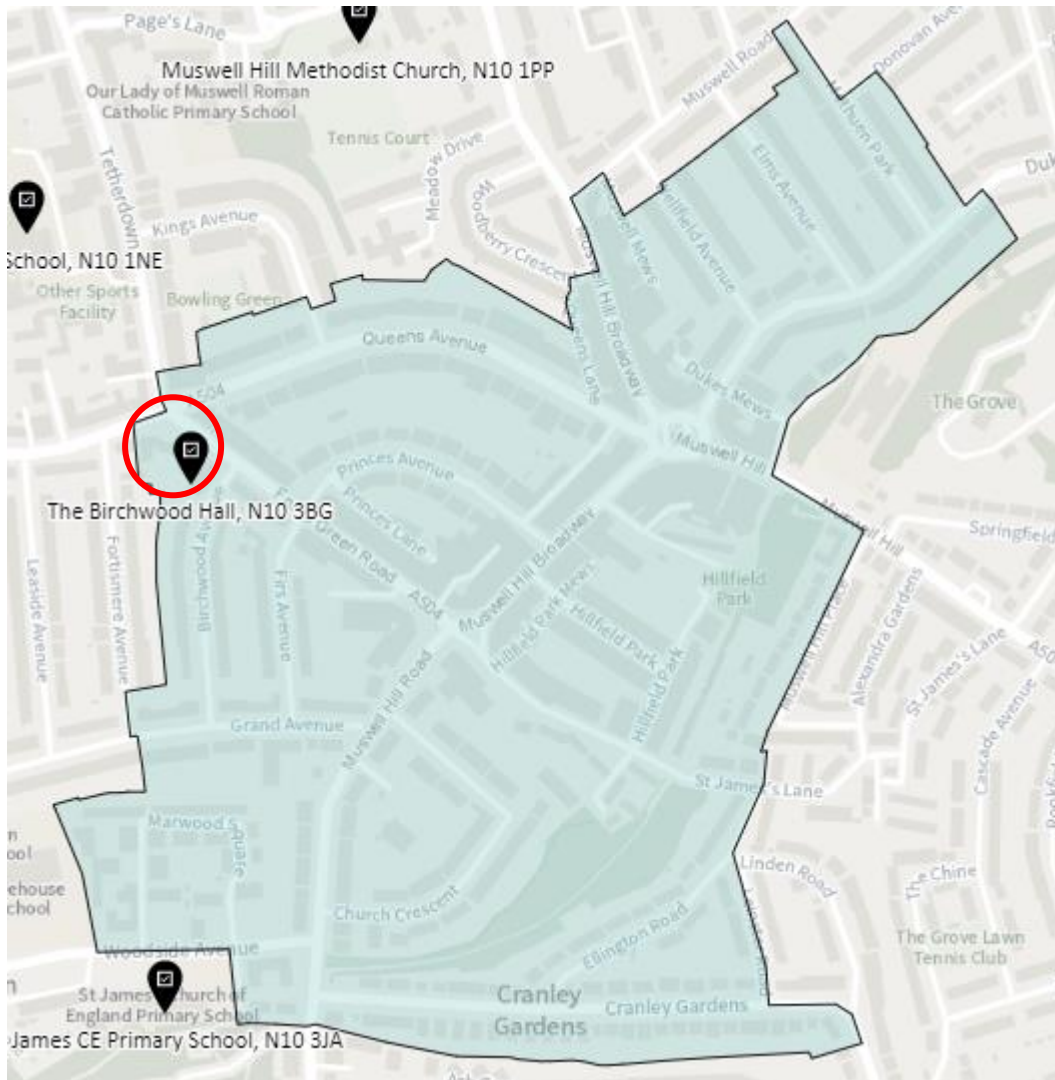 Page's Lane
Muswell Hill Methodist Church, N10 1PP
Our Lady of Muswell Roman
Catholic Primary School
Tennis Court
Muswell Road
Donovan
Tetherdown
Meadow Drive
Woodberry Crescent
Elms Avenue
Methuen Park
Kings Avenue
School, N10 1NE
Other Sports
Facility
Bowling Green
Mews
Hillfield Avenue
Muswell Hill Broadway
Queens Avenue
Queens Lane
Dukes Mews
The Grove
Muswell Hill
Princes Avenue
Princes Lane
The Birchwood Hall, N10 3BG
Green Road
A504
Muswell Hill Broadway
Muswell Hill
Springfield
Leaside Avenue
Fortismere Avenue
Birchwood
Firs Avenue
Hillfield
Park
Hillfield Park Mews
Hillfield Park
Hillfield Park
Alexandra Gardens
St James's Lane
Cascade Avenue
Muswell Hill Road
Grand Avenue
St James's Lane
Marwood Square
Linden Road
The Chine
Church Crescent
Ellington Road
The Grove Lawn
Tennis Club
Woodside Avenue
St James Church of
England Primary School
James CE Primary School, N10 3JA
Cranley
Gardens
Cranley Gardens